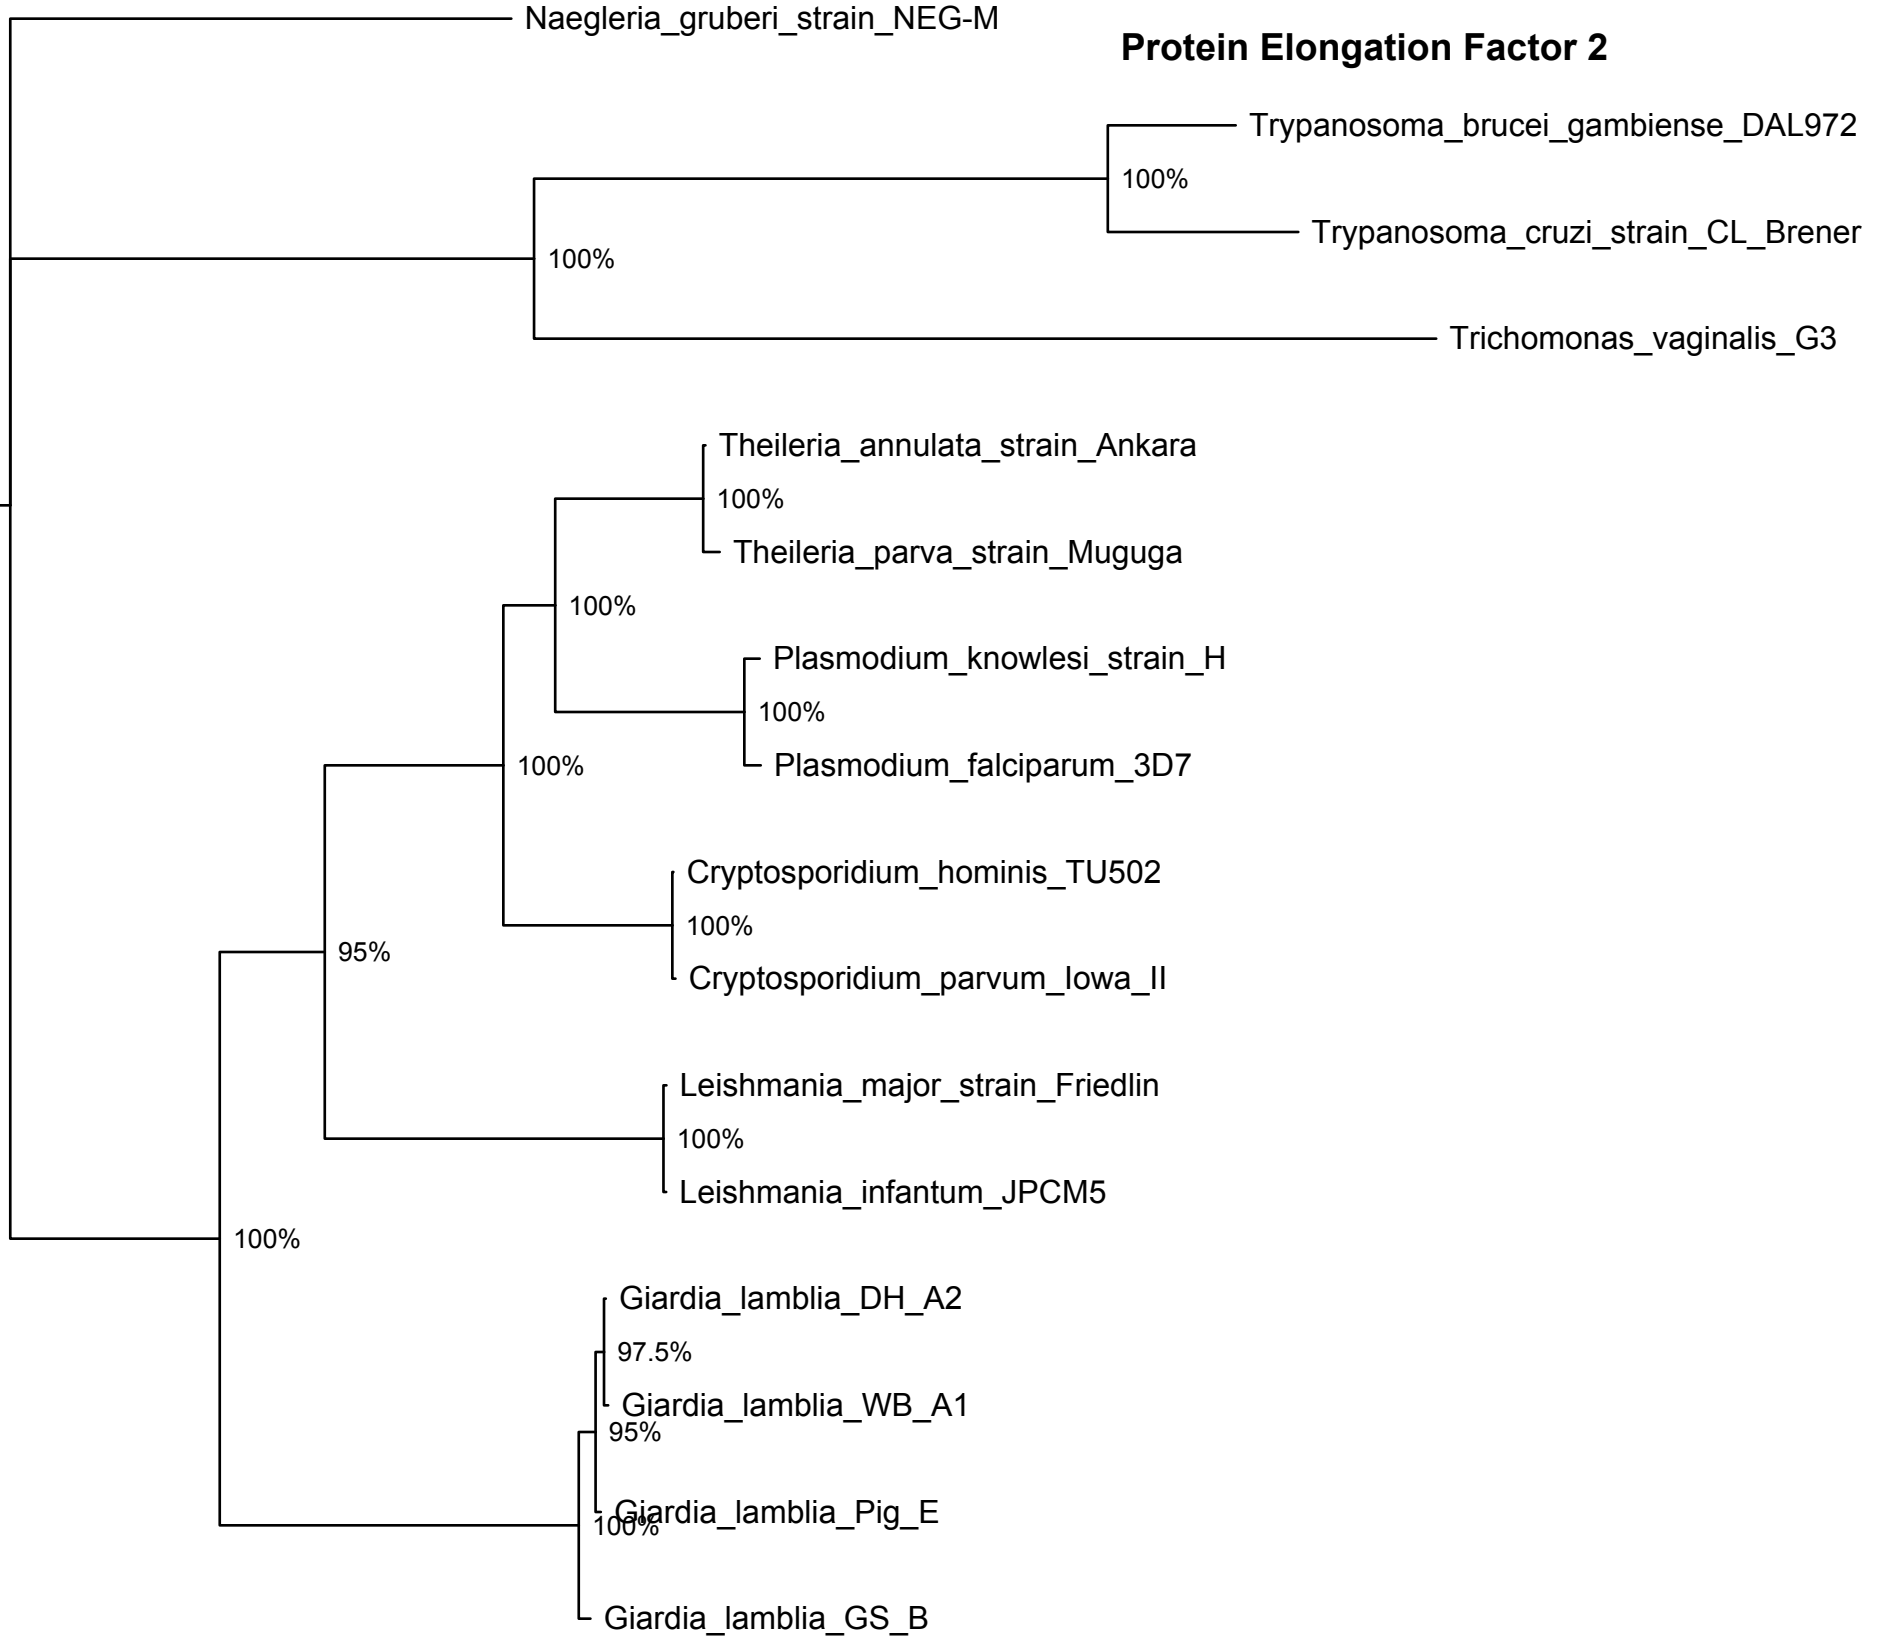 Naegleria_gruberi_strain_NEG-M
Protein Elongation Factor 2
Trypanosoma_brucei_gambiense_DAL972
100%
Trypanosoma_cruzi_strain_CL_Brener
100%
Trichomonas_vaginalis_G3
Theileria_annulata_strain_Ankara
100%
Theileria_parva_strain_Muguga
100%
Plasmodium_knowlesi_strain_H
100%
Plasmodium_falciparum_3D7
100%
Cryptosporidium_hominis_TU502
100%
95%
Cryptosporidium_parvum_Iowa_II
Leishmania_major_strain_Friedlin
100%
Leishmania_infantum_JPCM5
100%
Giardia_lamblia_DH_A2
97.5%
Giardia_lamblia_WB_A1
95%
Giardia_lamblia_Pig_E
100%
Giardia_lamblia_GS_B